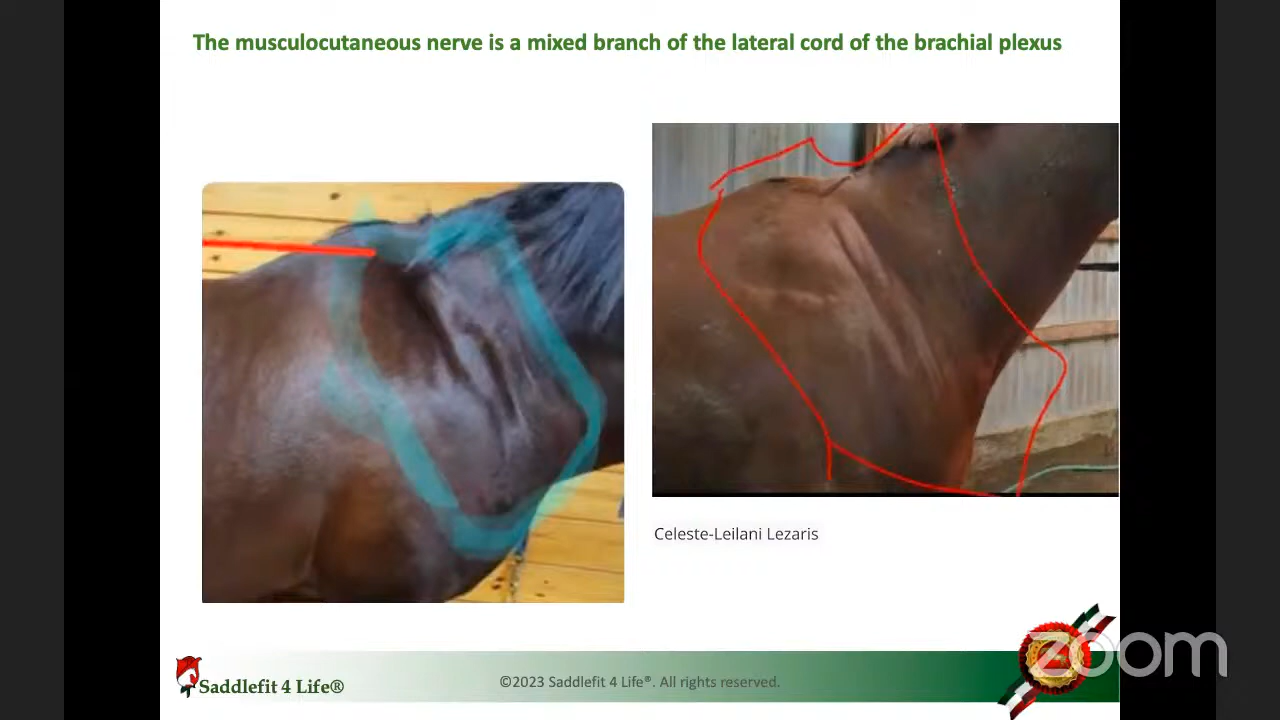 The musculocutaneous nerve is a mixed branch of the lateral cord of the brachial plexus
Celeste-Leilani Lezaris
Saddlefit 4 Life®
©2023 Saddlefit 4 Life®. All rights reserved.
zoom